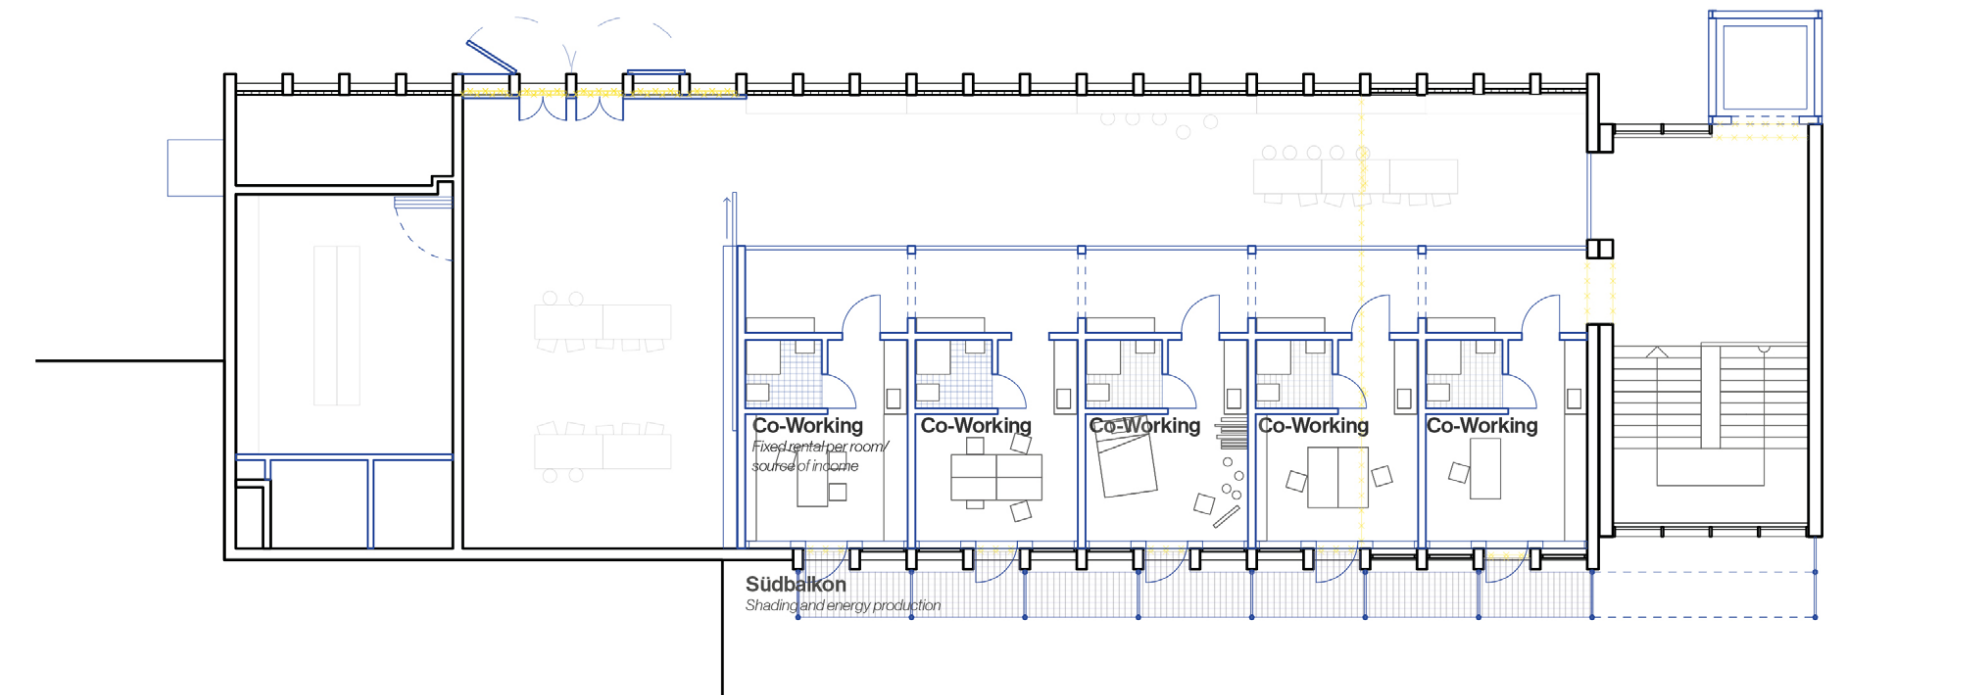 Co-Working
Fixed rental per room/
source of income
Co-Working
Co-Working
Co-Working
Co-Working
Südbalkon
Shading and energy production